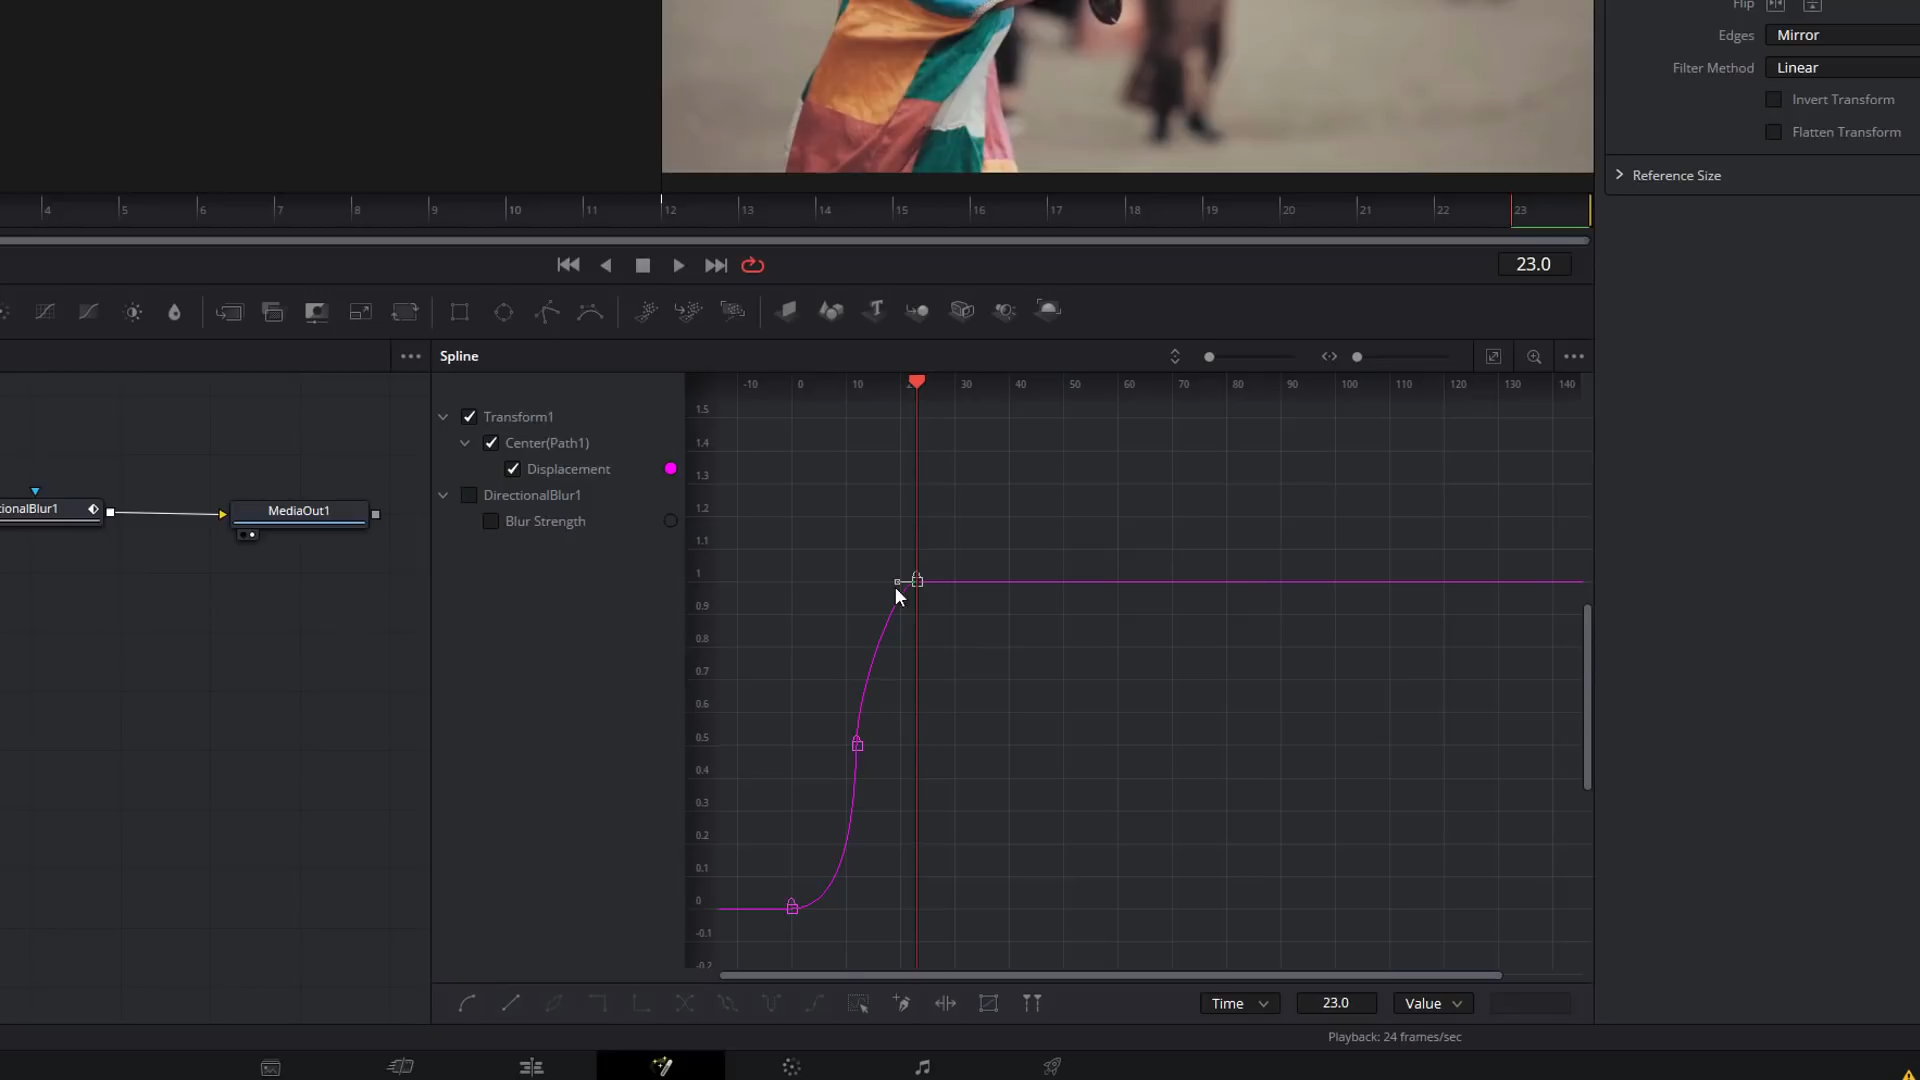 Flip
Edges Mirror
Filter Method Linear
Invert Transform
Flatten Transform
Reference Size
4 5 6 7 8 9 10 11 12 13 14 15 16 17 18 19 20 21 22 23
23.0
Spline
-10 0 10 30 40 50 60 70 80 90 100 110 120 130 140
Transform1
Center(Path1)
Displacement
DirectionalBlur1
Blur Strength
1.5
1.4
1.3
1.2
1.1
1
0.9
0.8
0.7
0.6
0.5
0.4
0.3
0.2
0.1
0
-0.1
-0.2
ionalBlur1
MediaOut1
Time 23.0 Value
Playback: 24 frames/sec